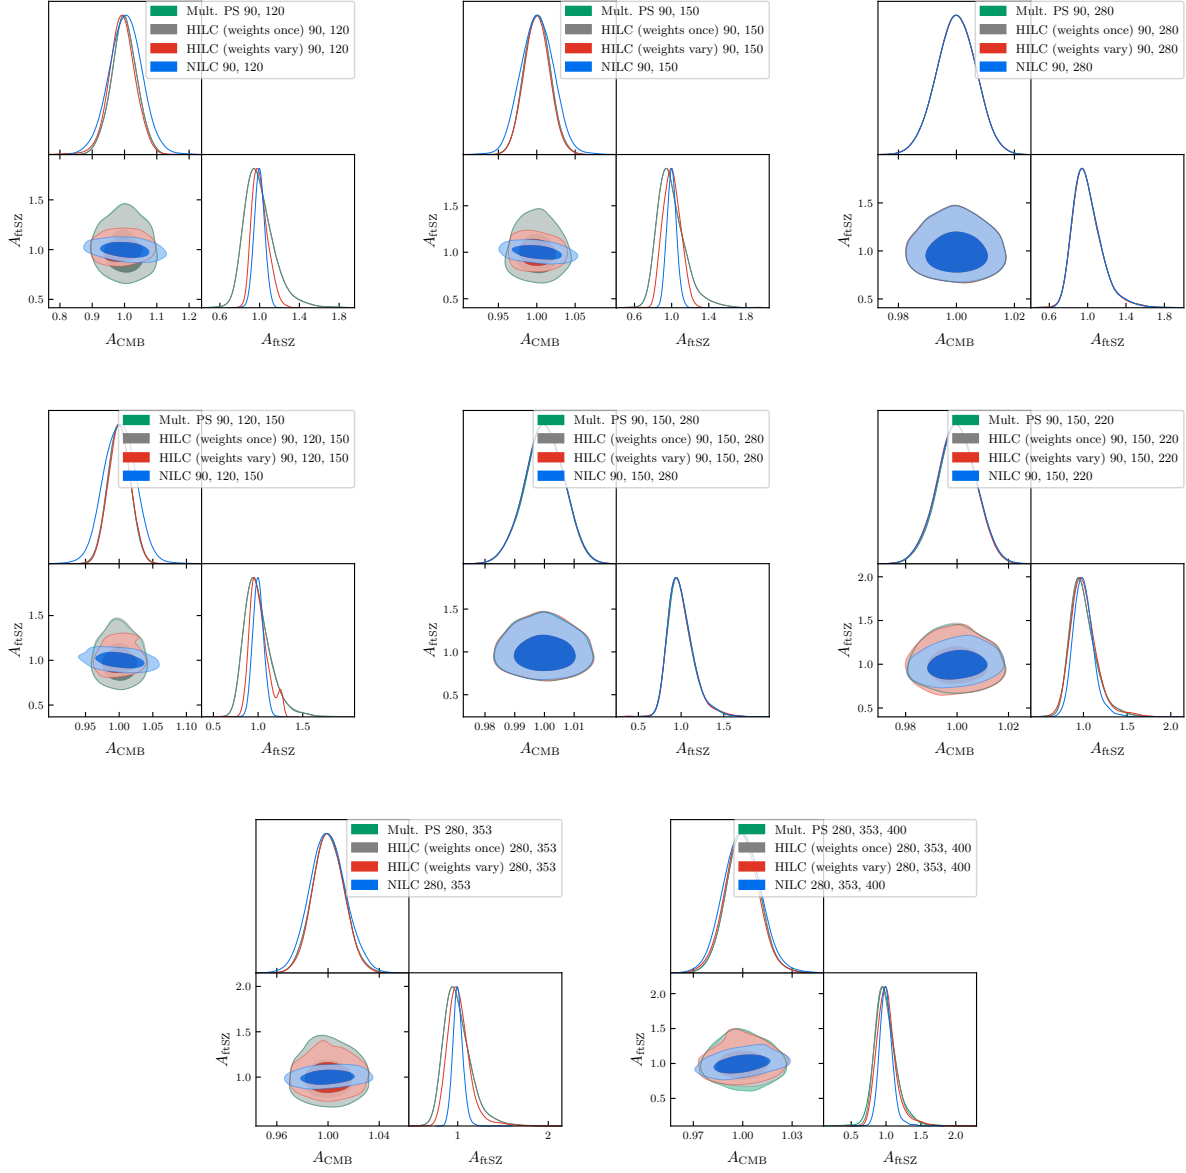 Mult. PS 90, 120
HILC (weights once) 90, 120
HILC (weights vary) 90, 120
NILC 90, 120
1.5
1.0
0.5
A_ftSZ
0.8 0.9 1.0 1.1 1.2
A_CMB
0.6 1.0 1.4 1.8
A_ftSZ
Mult. PS 90, 150
HILC (weights once) 90, 150
HILC (weights vary) 90, 150
NILC 90, 150
1.5
1.0
0.5
A_ftSZ
0.95 1.00 1.05
A_CMB
0.6 1.0 1.4 1.8
A_ftSZ
Mult. PS 90, 280
HILC (weights once) 90, 280
HILC (weights vary) 90, 280
NILC 90, 280
1.5
1.0
0.5
A_ftSZ
0.98 1.00 1.02
A_CMB
0.6 1.0 1.4 1.8
A_ftSZ
Mult. PS 90, 120, 150
HILC (weights once) 90, 120, 150
HILC (weights vary) 90, 120, 150
NILC 90, 120, 150
1.5
1.0
0.5
A_ftSZ
0.95 1.00 1.05 1.10
A_CMB
0.5 1.0 1.5
A_ftSZ
Mult. PS 90, 150, 280
HILC (weights once) 90, 150, 280
HILC (weights vary) 90, 150, 280
NILC 90, 150, 280
1.5
1.0
0.5
A_ftSZ
0.98 0.99 1.00 1.01
A_CMB
0.5 1.0 1.5
A_ftSZ
Mult. PS 90, 150, 220
HILC (weights once) 90, 150, 220
HILC (weights vary) 90, 150, 220
NILC 90, 150, 220
2.0
1.5
1.0
0.5
A_ftSZ
0.98 1.00 1.02
A_CMB
1.0 1.5 2.0
A_ftSZ
Mult. PS 280, 353
HILC (weights once) 280, 353
HILC (weights vary) 280, 353
NILC 280, 353
2.0
1.5
1.0
A_ftSZ
0.96 1.00 1.04
A_CMB
1 2
A_ftSZ
Mult. PS 280, 353, 400
HILC (weights once) 280, 353, 400
HILC (weights vary) 280, 353, 400
NILC 280, 353, 400
2.0
1.5
1.0
0.5
A_ftSZ
0.97 1.00 1.03
A_CMB
0.5 1.0 1.5 2.0
A_ftSZ